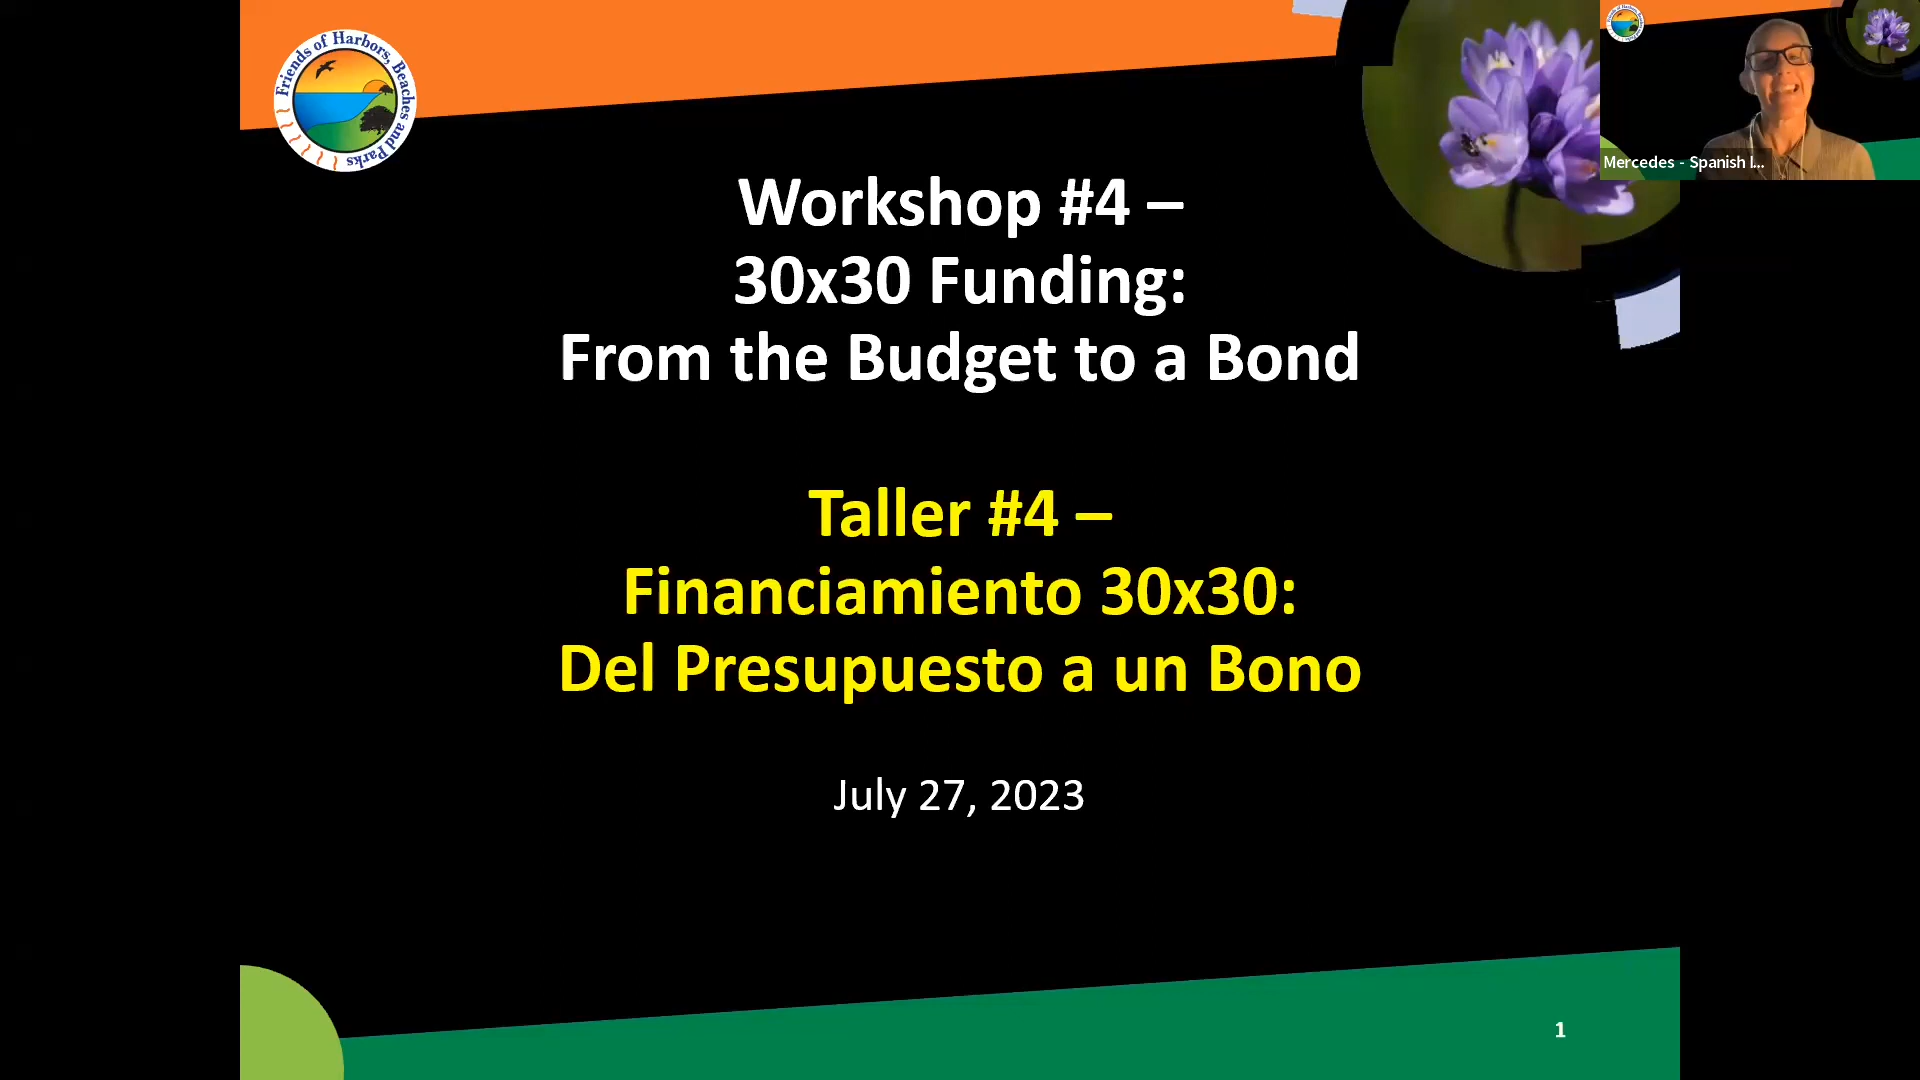 Friends of Harbors, Beaches and Parks
Workshop #4 –
30x30 Funding:
From the Budget to a Bond
Taller #4 –
Financiamiento 30x30:
Del Presupuesto a un Bono
July 27, 2023
1
Mercedes - Spanish I...